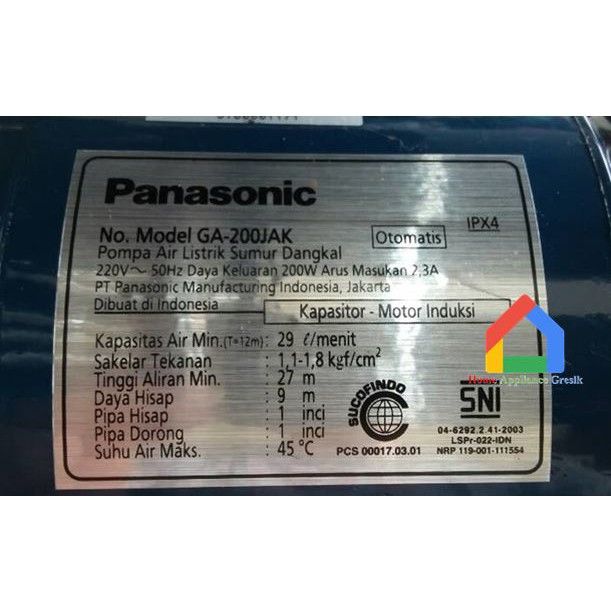 Panasonic
IPX4
No. Model GA-200JAK
Otomatis
Pompa Air Listrik Sumur Dangkal
220V~ 50Hz Daya Keluaran 200W Arus Masukan 2,3A
PT Panasonic Manufacturing Indonesia, Jakarta
Dibuat di Indonesia
Kapasitor - Motor Induksi
Kapasitas Air Min.(T=12m) : 29 ℓ/menit
Sakelar Tekanan : 1,1-1,8 kgf/cm²
Tinggi Aliran Min. : 27 m
Daya Hisap : 9 m
Pipa Hisap : 1 inci
Pipa Dorong : 1 inci
Suhu Air Maks. : 45 °C
SUCOFINDO
PCS 00017.03.01
SNI
04-6292.2.41-2003
LSPr-022-IDN
NRP 119-001-111554
Home Appliance Gresik